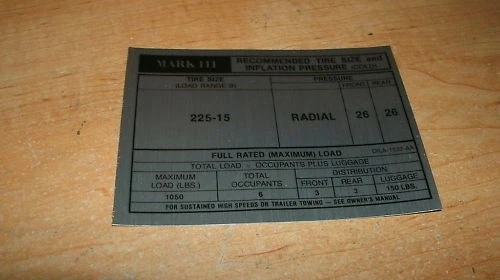 MARK III
RECOMMENDED TIRE SIZE and
INFLATION PRESSURE (COLD)
TIRE SIZE
(LOAD RANGE B)
PRESSURE
FRONT REAR
225-15 RADIAL 26 26
FULL RATED (MAXIMUM) LOAD
TOTAL LOAD = OCCUPANTS PLUS LUGGAGE
MAXIMUM
LOAD (LBS.)
TOTAL
OCCUPANTS
DISTRIBUTION
FRONT REAR LUGGAGE
1050 6 3 3 150 LBS.
FOR SUSTAINED HIGH SPEEDS OR TRAILER TOWING — SEE OWNER'S MANUAL